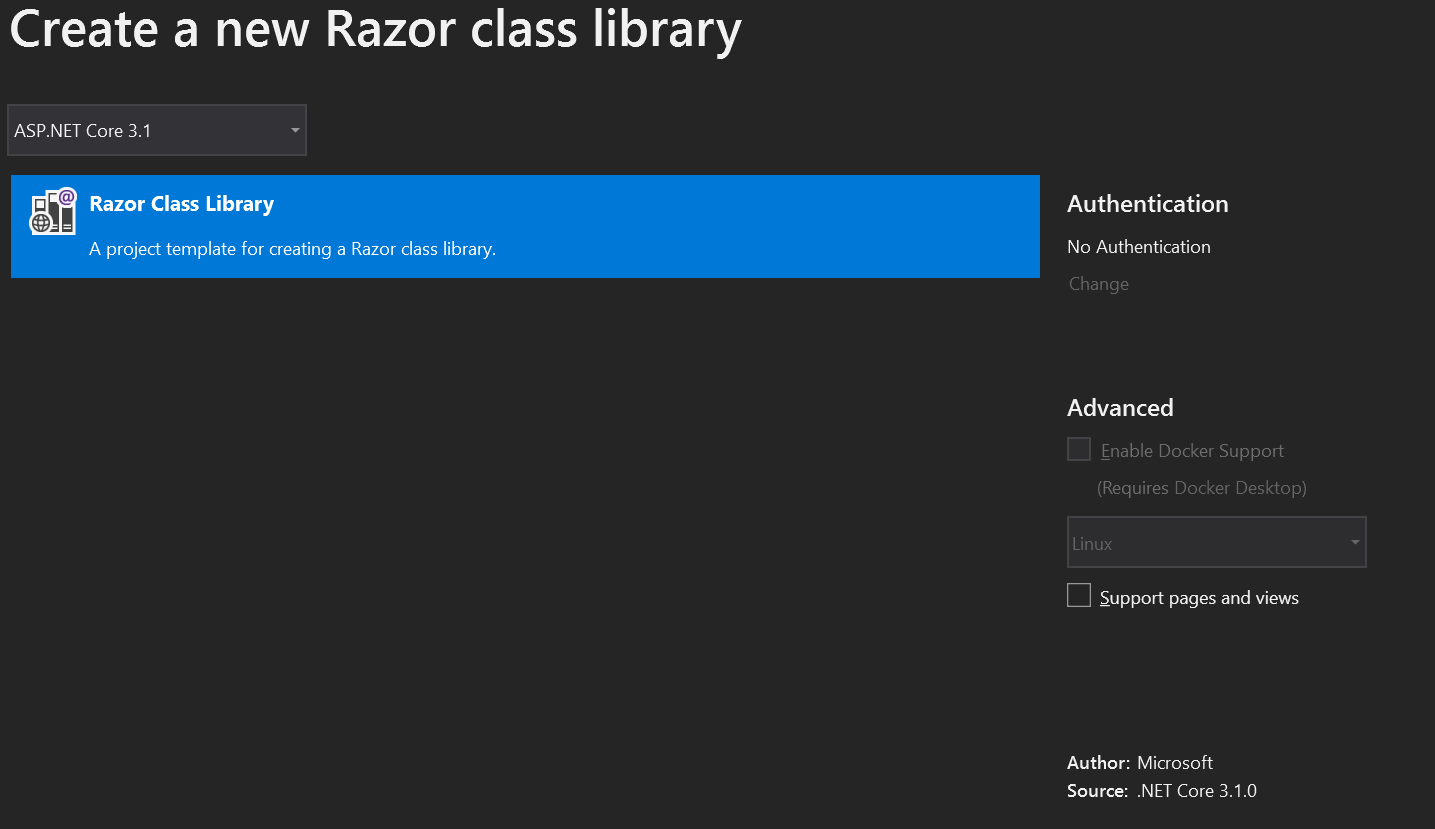 Create a new Razor class library
ASP.NET Core 3.1
Razor Class Library
A project template for creating a Razor class library.
Authentication
No Authentication
Change
Advanced
Enable Docker Support
(Requires Docker Desktop)
Linux
Support pages and views
Author: Microsoft
Source: .NET Core 3.1.0